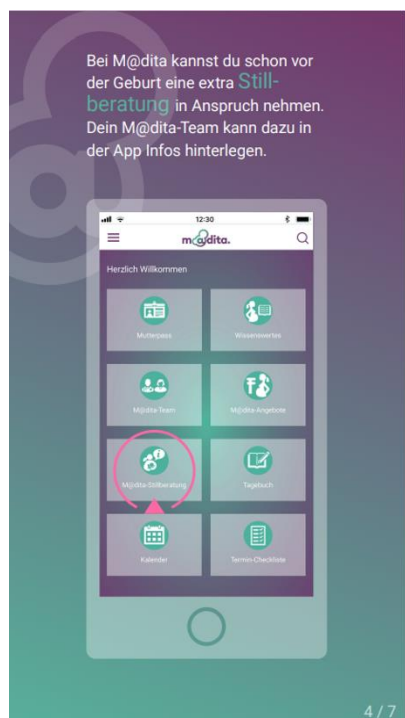 Bei M@dita kannst du schon vor
der Geburt eine extra Still-
beratung in Anspruch nehmen.
Dein M@dita-Team kann dazu in
der App Infos hinterlegen.
12:30
m@dita.
Herzlich Willkommen
Mutterpass
Wissenswertes
M@dita-Team
M@dita-Angebote
M@dita-Stillberatung
Tagebuch
Kalender
Termin-Checkliste
4/7